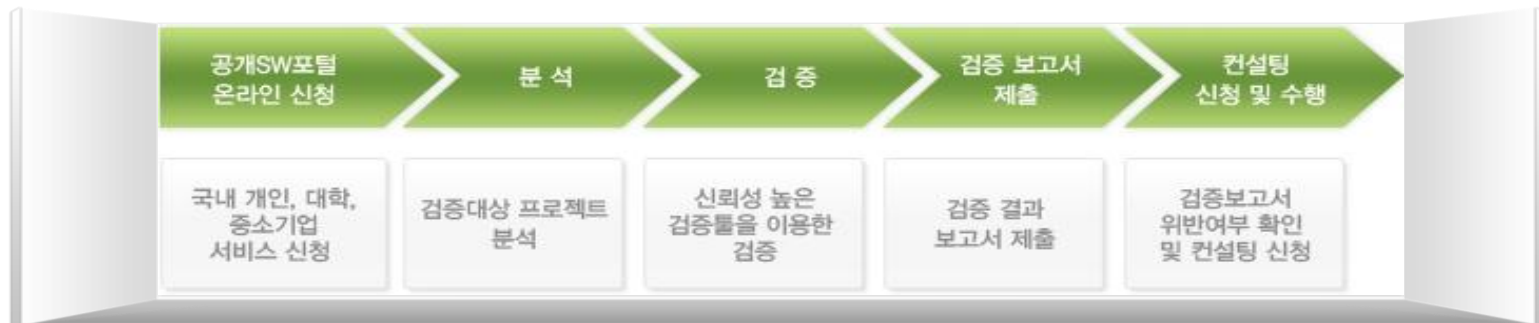 공개SW포털
온라인 신청
분 석
검 증
검증 보고서
제출
컨설팅
신청 및 수행
국내 개인, 대학,
중소기업
서비스 신청
검증대상 프로젝트
분석
신뢰성 높은
검증툴을 이용한
검증
검증 결과
보고서 제출
검증보고서
위반여부 확인
및 컨설팅 신청